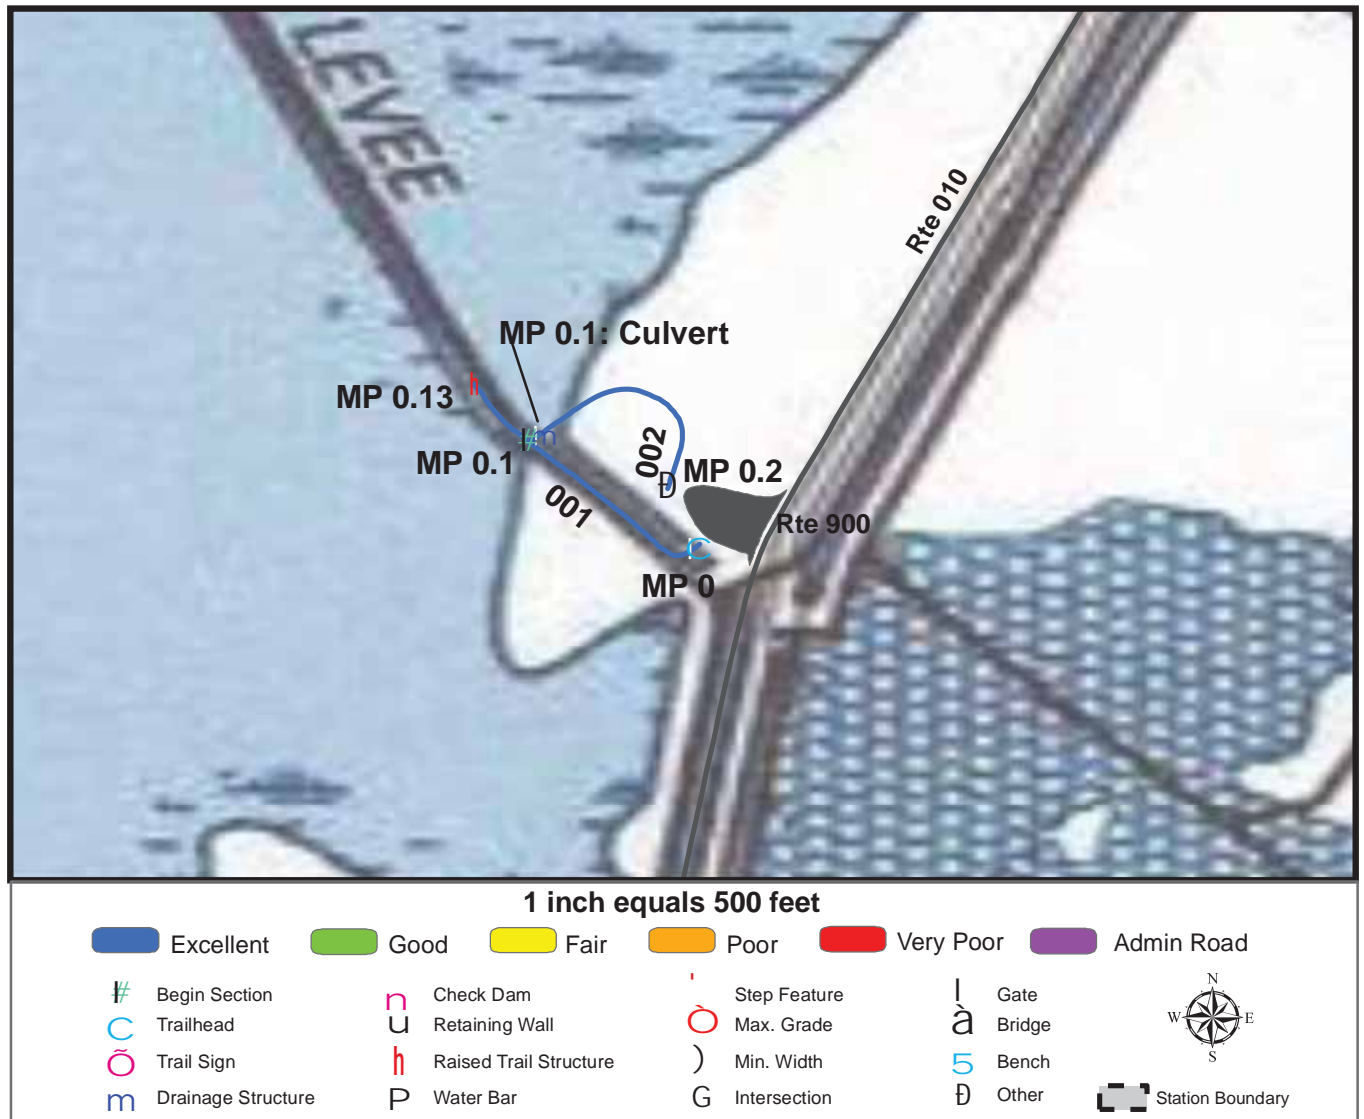 LEVEE
Rte 010
MP 0.1: Culvert
MP 0.13
h
#m
MP 0.1
002
Đ
MP 0.2
001
Rte 900
C
MP 0
1 inch equals 500 feet
Excellent
Good
Fair
Poor
Very Poor
Admin Road
# Begin Section
C Trailhead
Õ Trail Sign
m Drainage Structure
n Check Dam
u Retaining Wall
h Raised Trail Structure
P Water Bar
' Step Feature
Ò Max. Grade
) Min. Width
G Intersection
l Gate
à Bridge
5 Bench
Đ Other
N
W E
S
Station Boundary